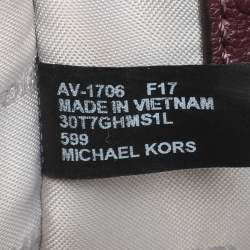 AV-1706 F17
MADE IN VIETNAM
30T7GHMS1L
599
MICHAEL KORS